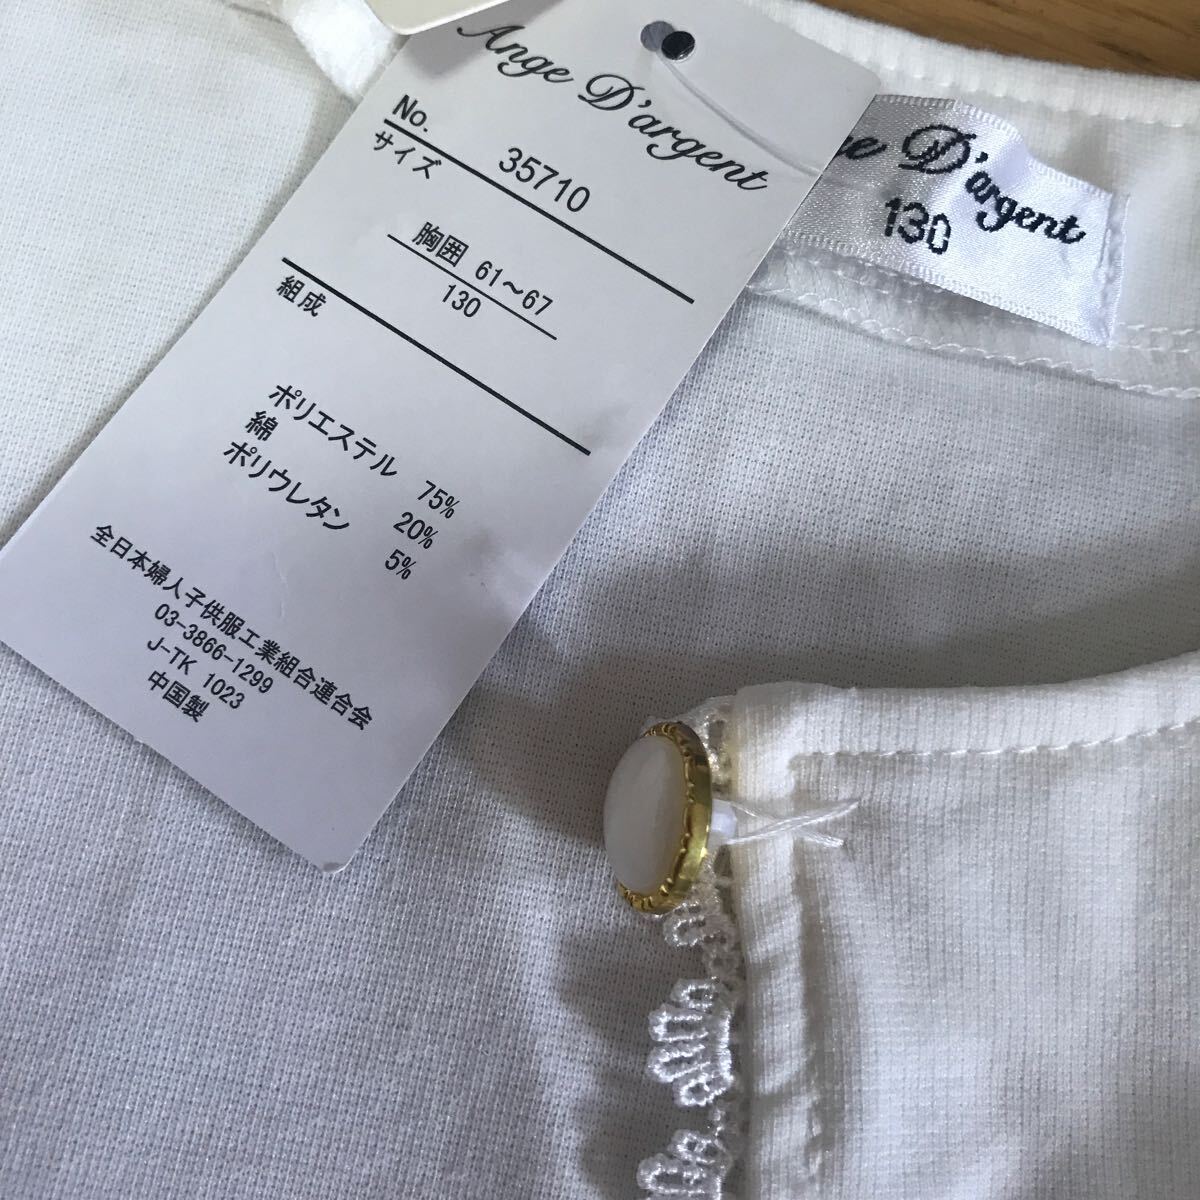 Ange D'argent
No. 35710
サイズ
胸囲 61～67
130
組成
ポリエステル 75%
綿 20%
ポリウレタン 5%
全日本婦人子供服工業組合連合会
03-3866-1299
J-TK 1023
中国製
D'argent
130